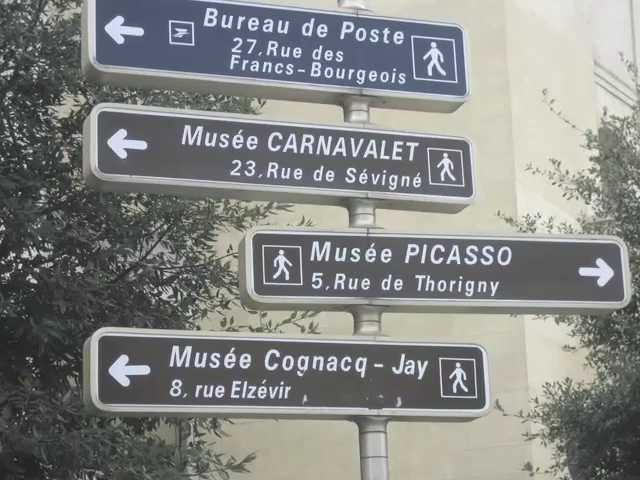 Bureau de Poste
27, Rue des
Francs-Bourgeois
Musée CARNAVALET
23, Rue de Sévigné
Musée PICASSO
5, Rue de Thorigny
Musée Cognacq - Jay
8, rue Elzévir